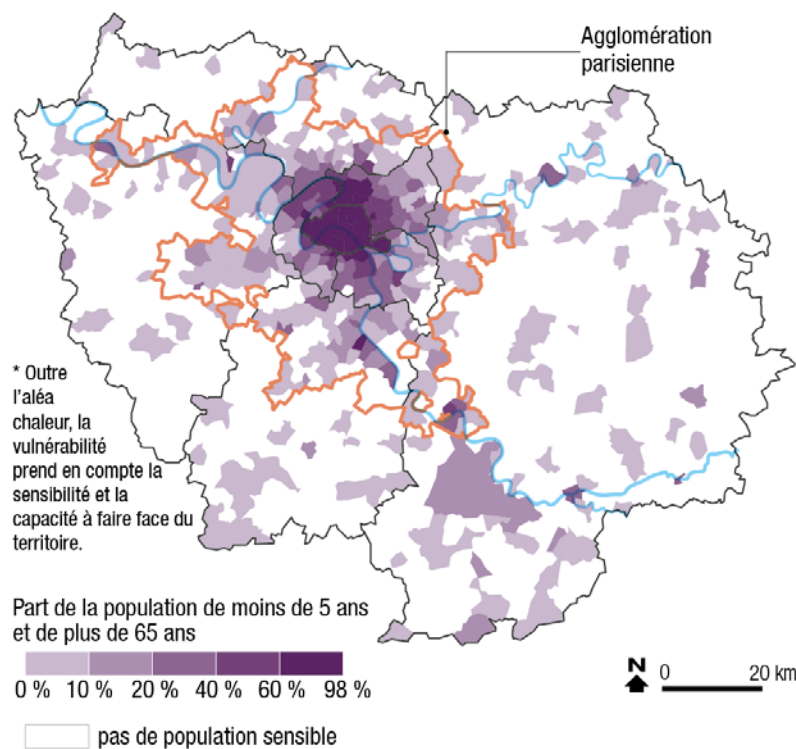 Agglomération
parisienne
* Outre
l'aléa
chaleur, la
vulnérabilité
prend en compte la
sensibilité et la
capacité à faire face du
territoire.
Part de la population de moins de 5 ans
et de plus de 65 ans
0 % 10 % 20 % 40 % 60 % 98 %
pas de population sensible
N 0 20 km